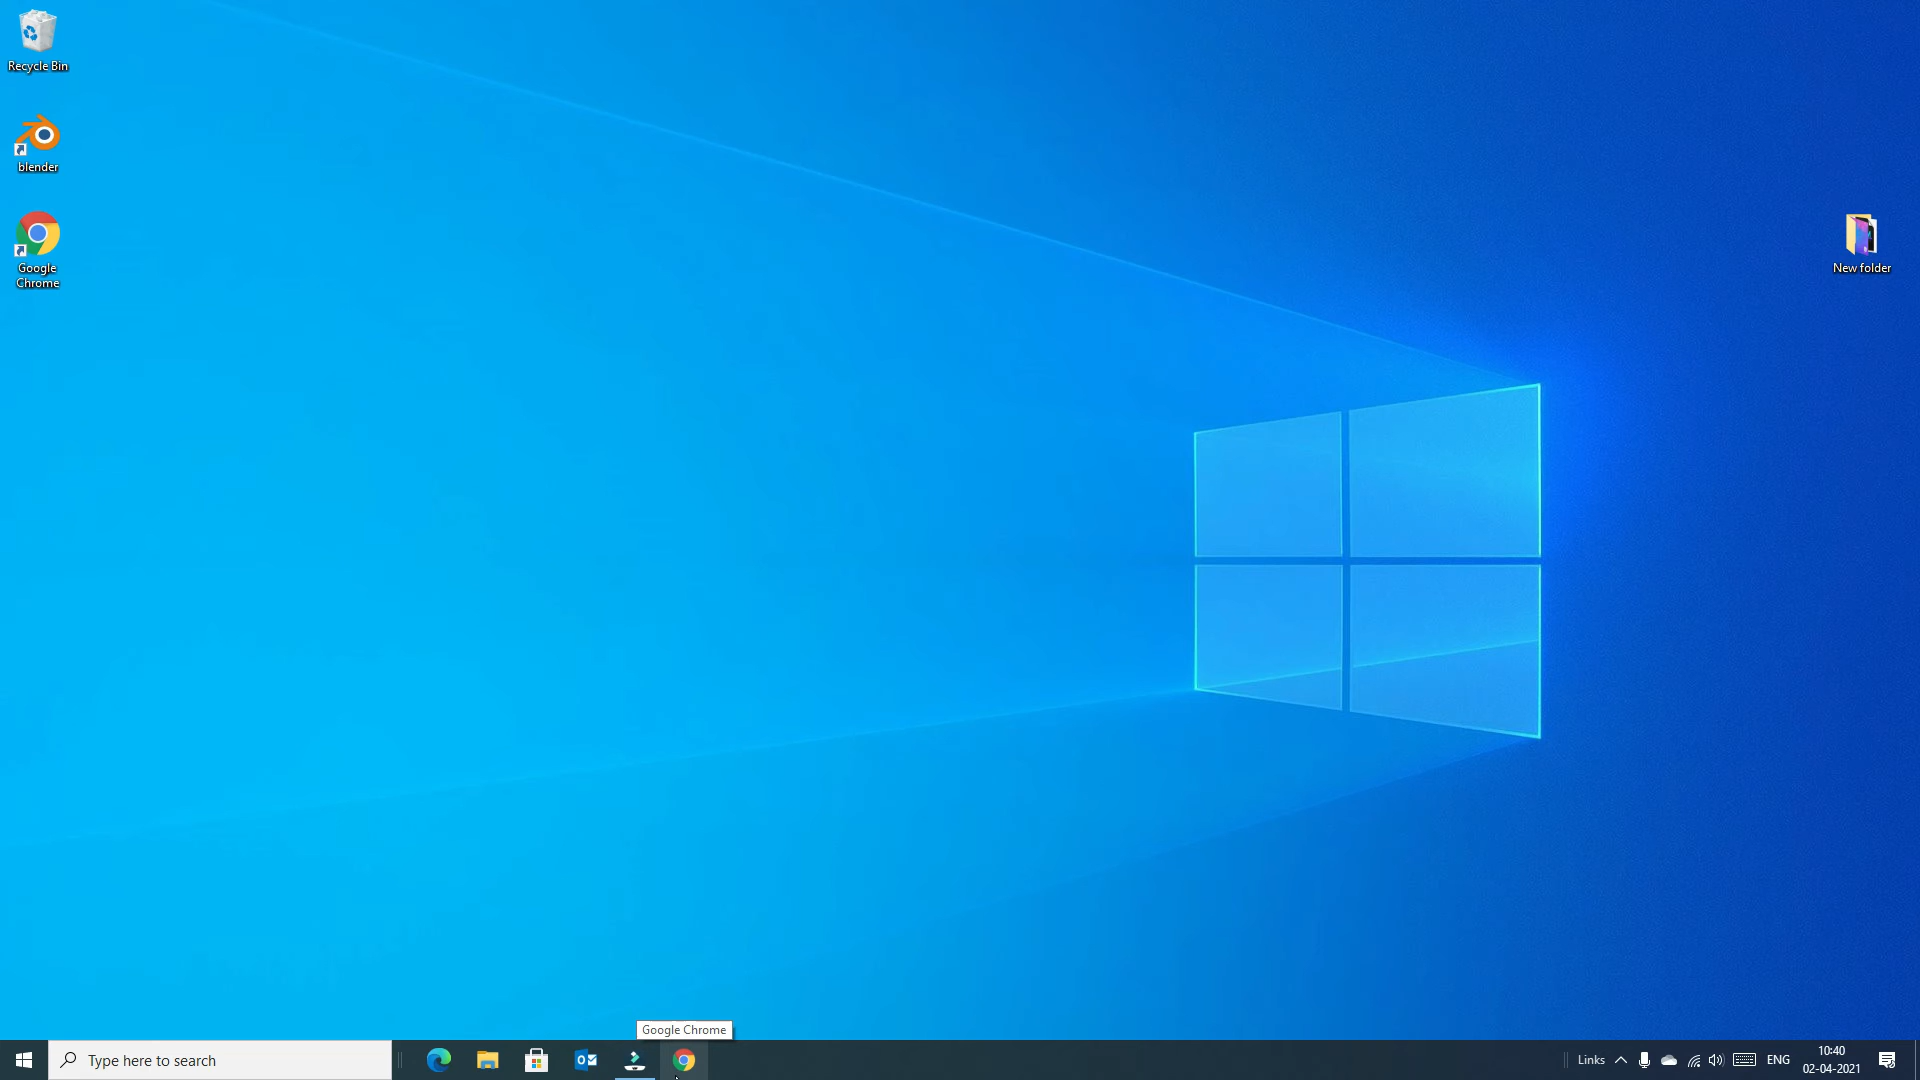 Recycle Bin
blender
Google
Chrome
New folder
Google Chrome
Type here to search
Links
ENG
10:40
02-04-2021